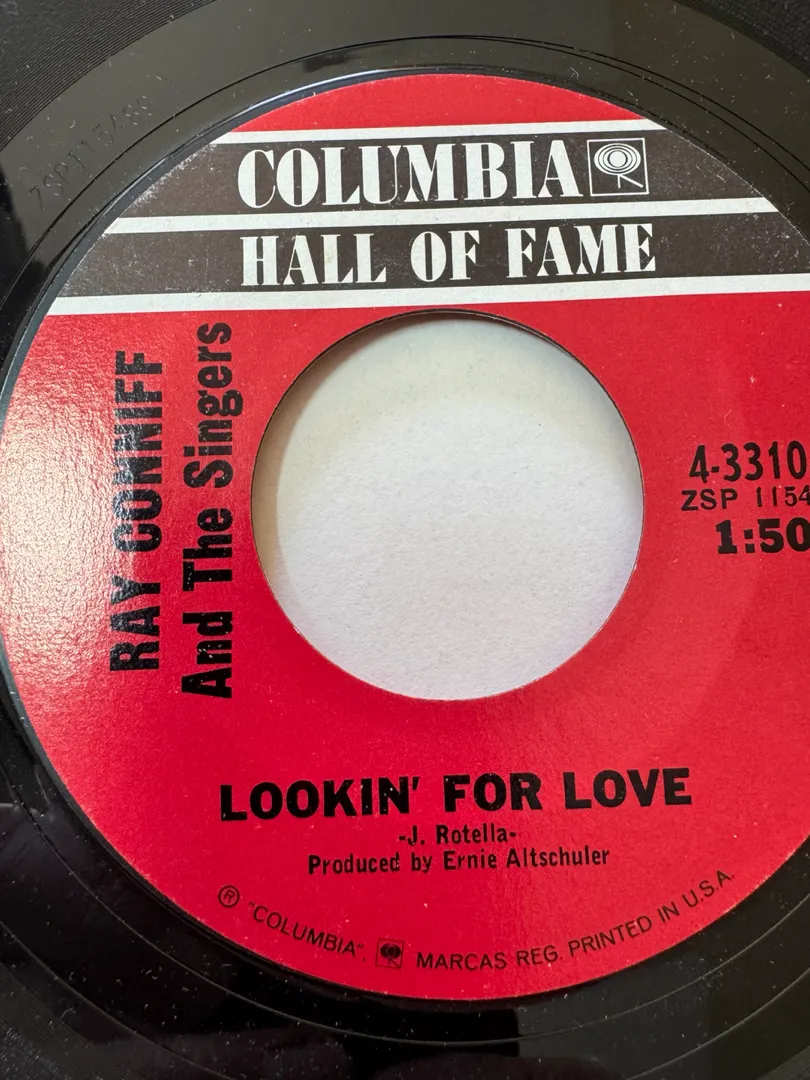 COLUMBIA
HALL OF FAME
RAY CONNIFF
And The Singers
4-3310
ZSP 1154
1:50
LOOKIN' FOR LOVE
-J. Rotella-
Produced by Ernie Altschuler
® "COLUMBIA", MARCAS REG. PRINTED IN U.S.A.